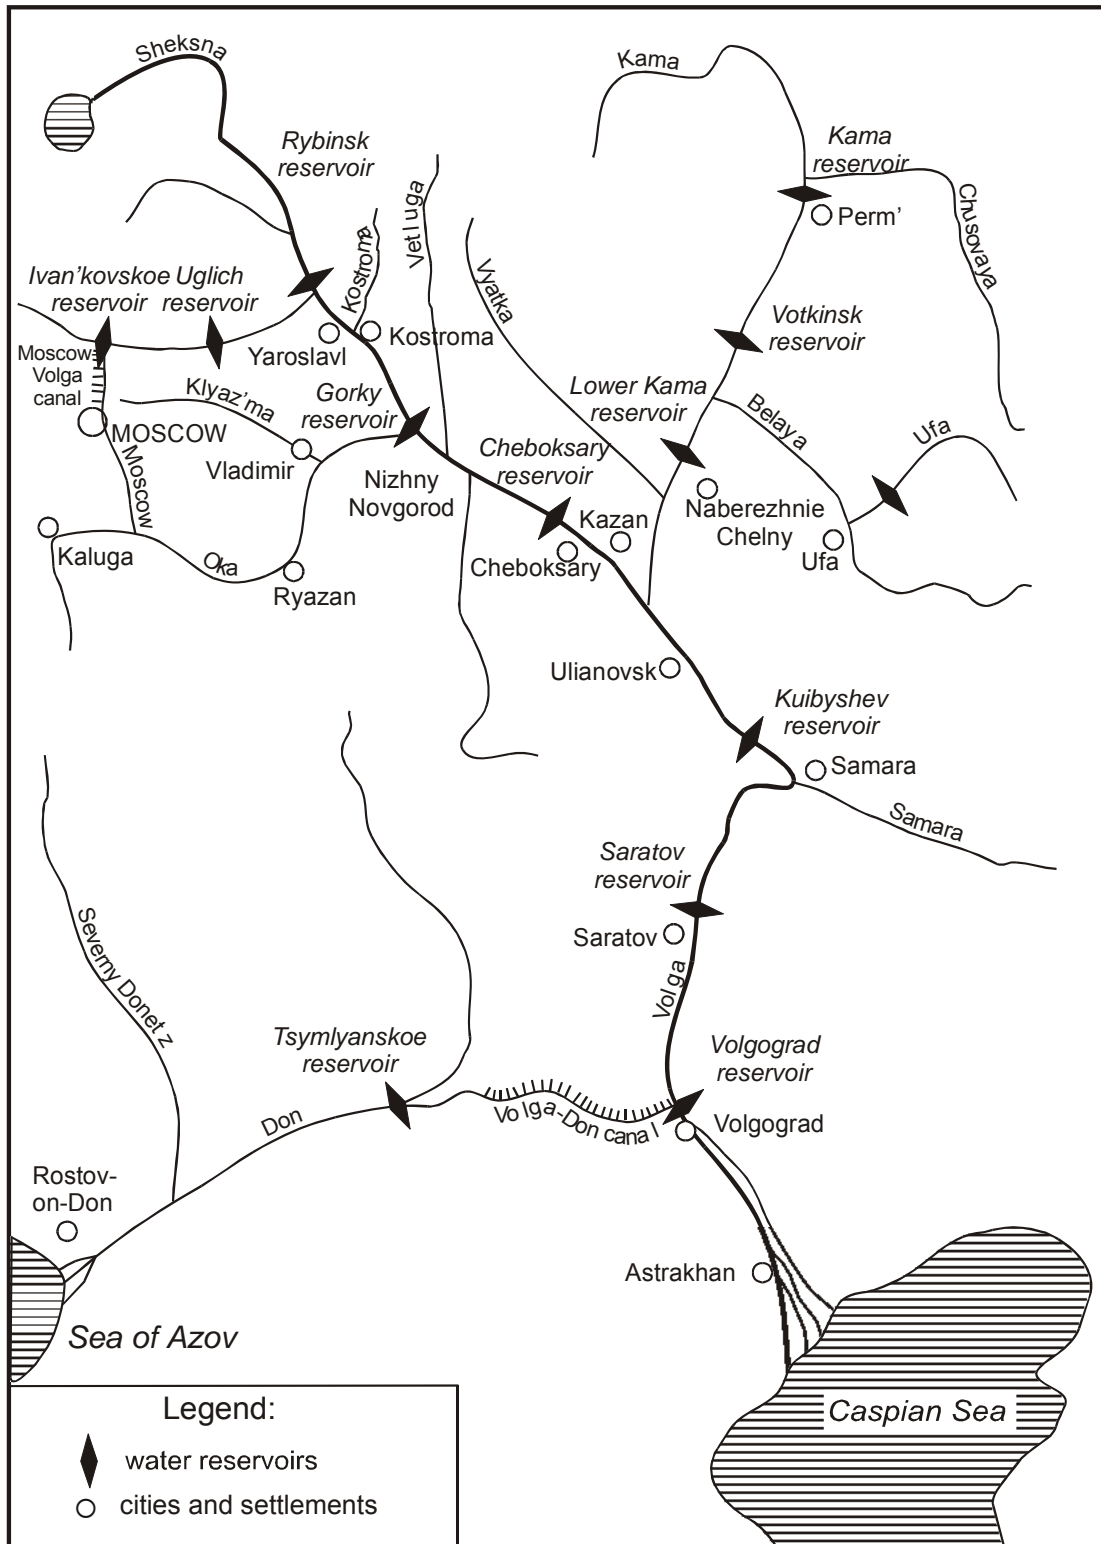 Sheksna
Kama
Rybinsk
reservoir
Kama
reservoir
Perm'
Chusovaya
Vetluga
Kostroma
Vyatka
Ivan'kovskoe Uglich
reservoir reservoir
Moscow-
Volga
canal
MOSCOW
Moscow
Yaroslavl
Kostroma
Votkinsk
reservoir
Klyaz'ma
Gorky
reservoir
Lower Kama
reservoir
Belaya
Ufa
Vladimir
Cheboksary
reservoir
Nizhny
Novgorod
Kazan
Naberezhnie
Chelny
Kaluga
Oka
Ryazan
Cheboksary
Ufa
Ulianovsk
Kuibyshev
reservoir
Samara
Samara
Saratov
reservoir
Saratov
Severny Donetz
Volga
Tsymlyanskoe
reservoir
Volgograd
reservoir
Don
Volga-Don canal
Volgograd
Rostov-
on-Don
Astrakhan
Sea of Azov
Caspian Sea
Legend:
water reservoirs
cities and settlements